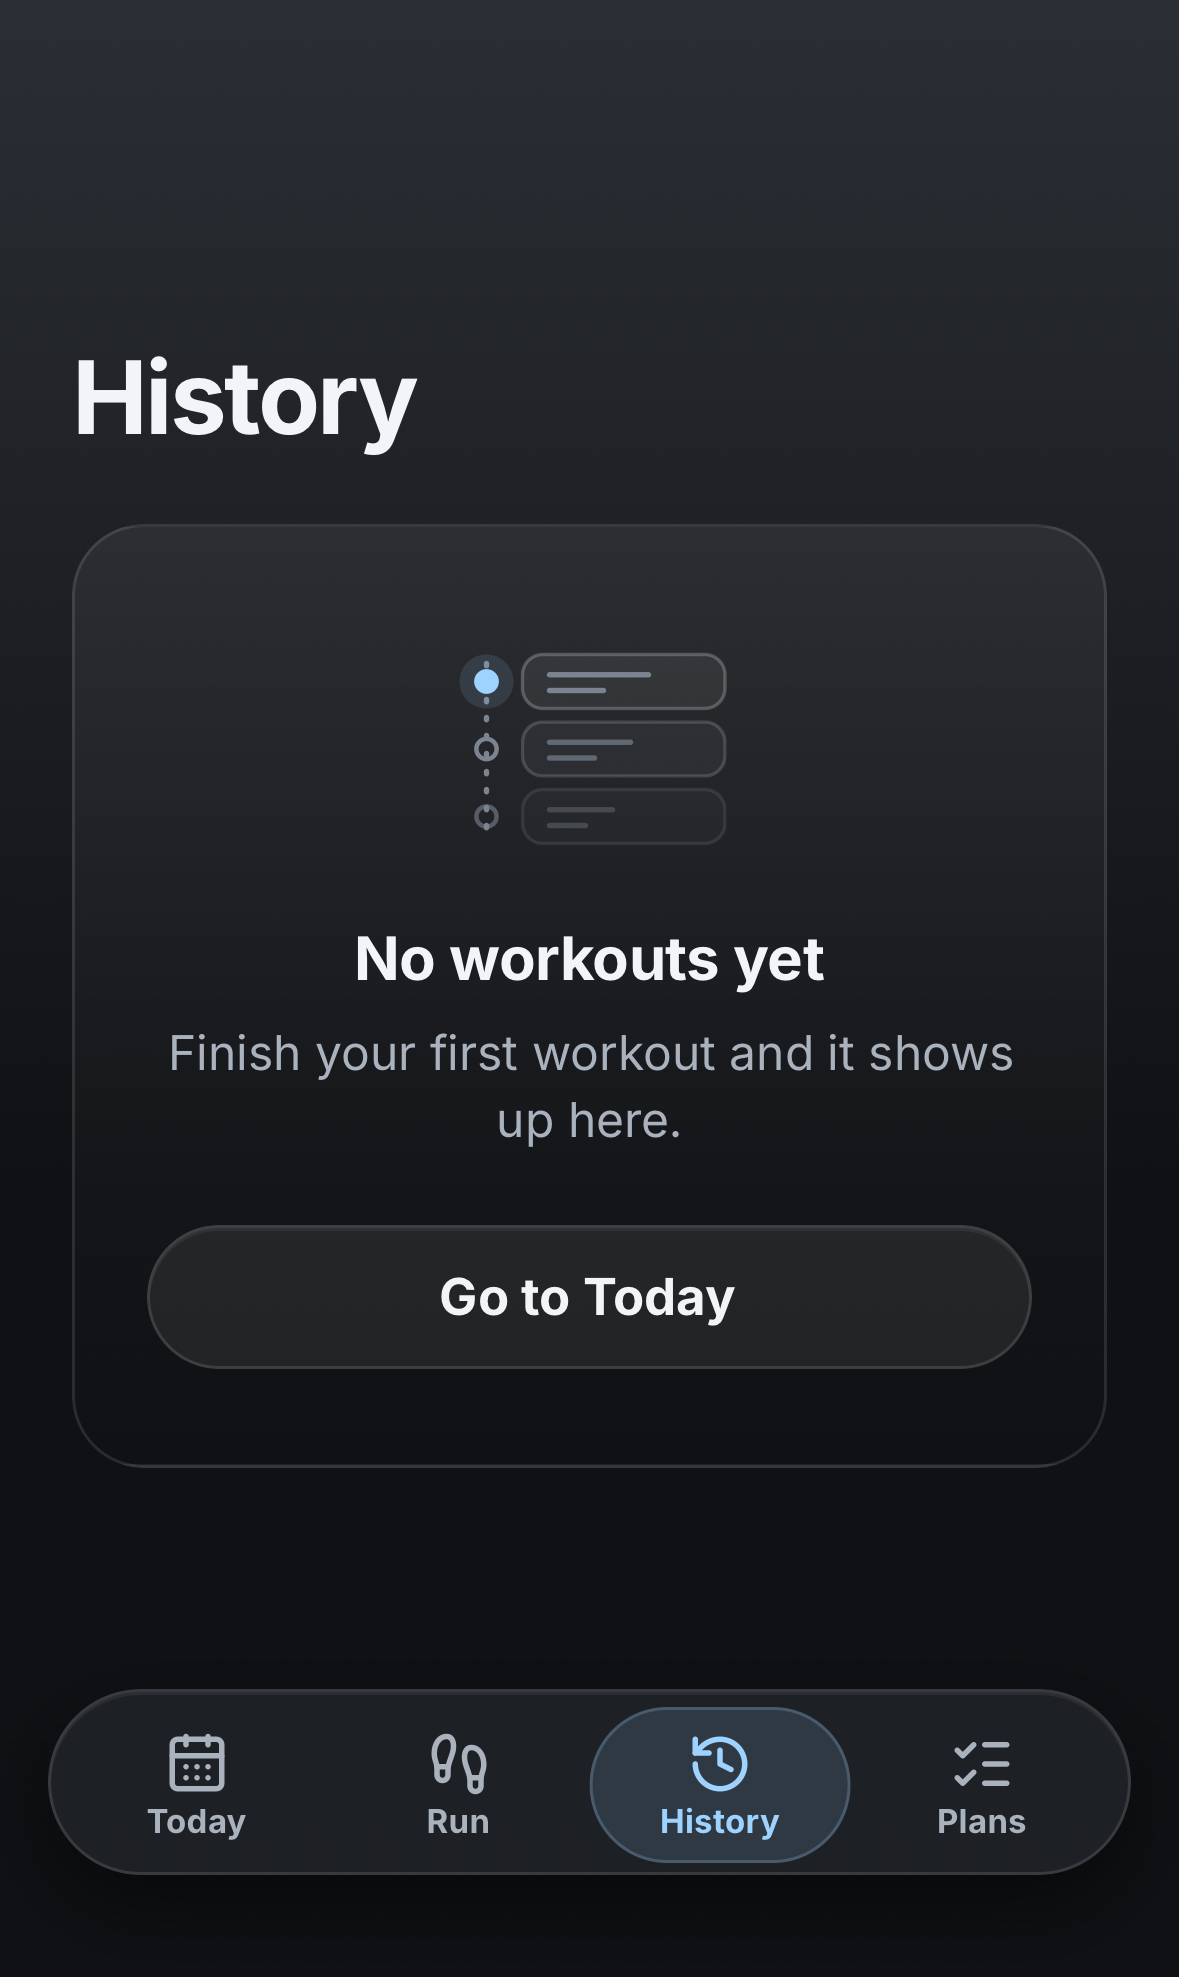 History
No workouts yet
Finish your first workout and it shows
up here.
Go to Today
Today
Run
History
Plans